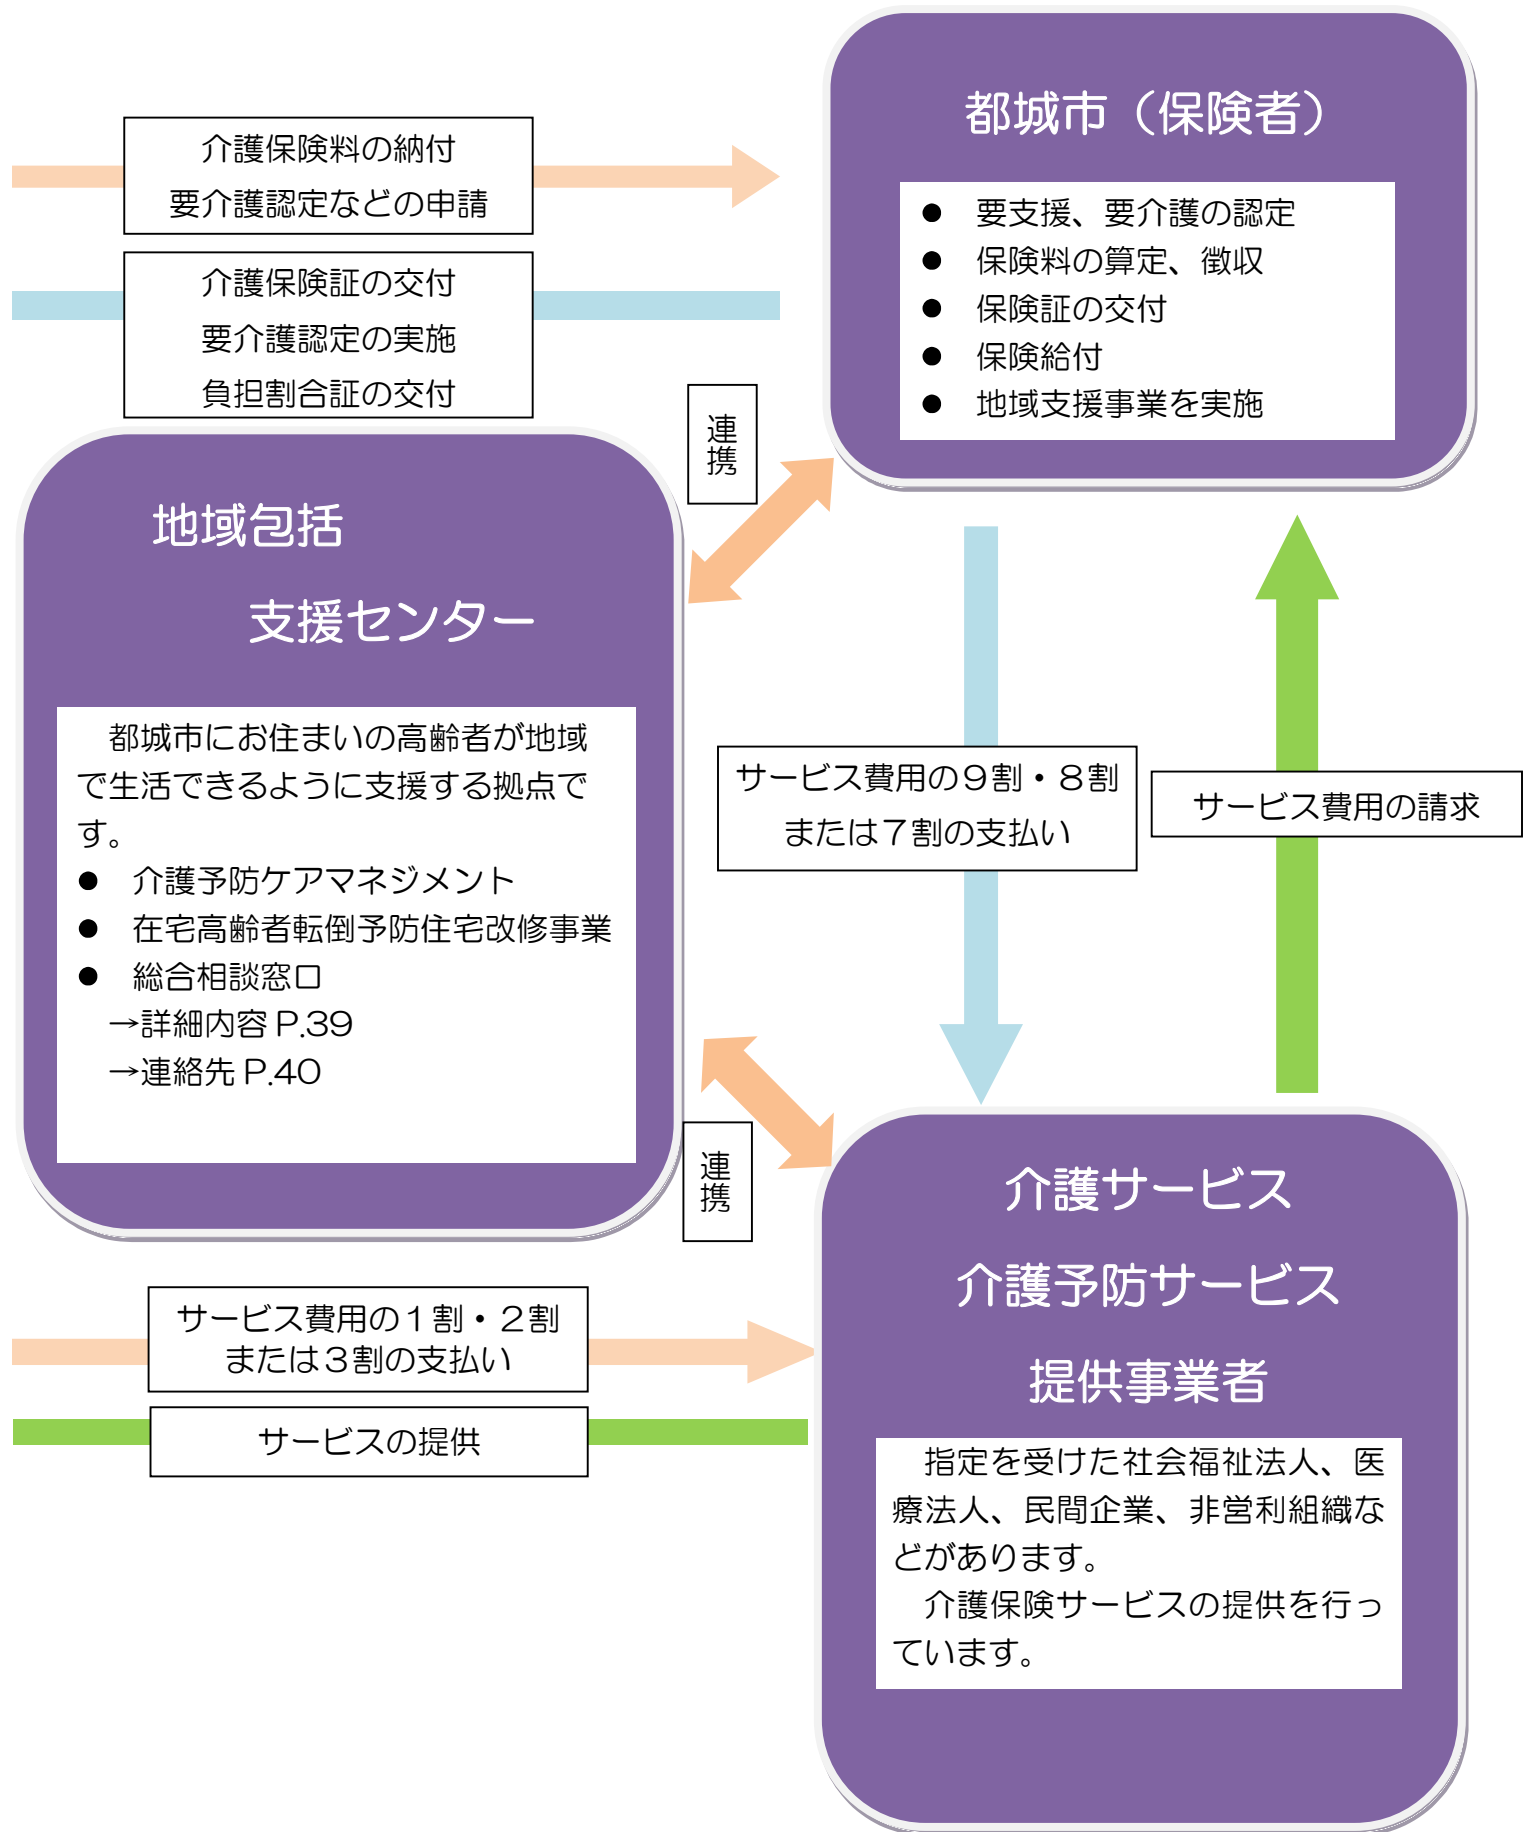 都城市（保険者）
● 要支援、要介護の認定
● 保険料の算定、徴収
● 保険証の交付
● 保険給付
● 地域支援事業を実施
介護保険料の納付
要介護認定などの申請
介護保険証の交付
要介護認定の実施
負担割合証の交付
連携
地域包括
支援センター
都城市にお住まいの高齢者が地域
で生活できるように支援する拠点で
す。
● 介護予防ケアマネジメント
● 在宅高齢者転倒予防住宅改修事業
● 総合相談窓口
→詳細内容 P.39
→連絡先 P.40
サービス費用の９割・８割
または７割の支払い
サービス費用の請求
連携
サービス費用の１割・２割
または３割の支払い
サービスの提供
介護サービス
介護予防サービス
提供事業者
指定を受けた社会福祉法人、医
療法人、民間企業、非営利組織な
どがあります。
介護保険サービスの提供を行っ
ています。